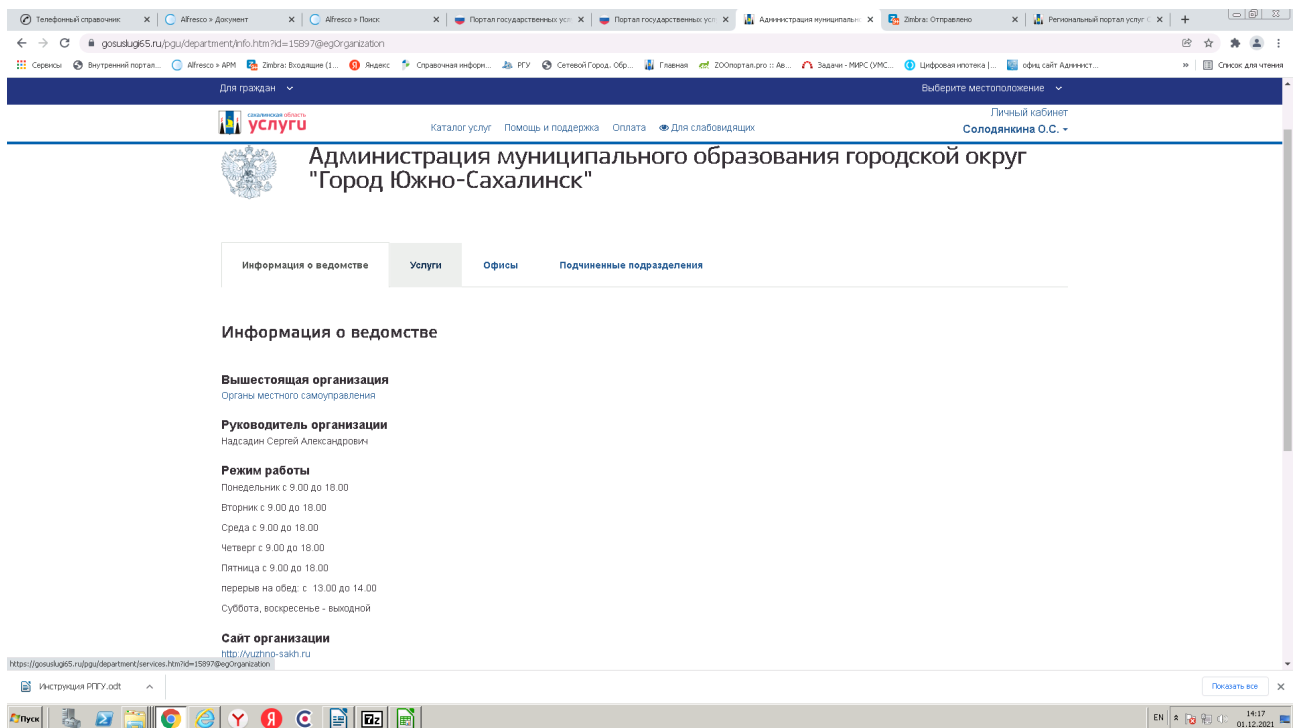 Телефонный справочник
Alfresco » Документ
Alfresco » Поиск
Портал государственных усл
Портал государственных усл
Администрация муниципальн
Zimbra: Отправлено
Региональный портал услуг
gosuslugi65.ru/pgu/department/info.htm?id=15897@egOrganization
Сервисы
Внутренний портал...
Alfresco » АРМ
Zimbra: Входящие (1...
Яндекс
Справочная информ...
РГУ
Сетевой Город. Обр...
Главная
ZOOпортал.pro :: Ав...
Задачи - МИРС (УМС...
Цифровая ипотека |...
офиц сайт Админист...
»
Список для чтения
Для граждан
Выберите местоположение
сахалинская область
услуги
Каталог услуг Помощь и поддержка Оплата Для слабовидящих
Личный кабинет
Солодянкина О.С.
Администрация муниципального образования городской округ
"Город Южно-Сахалинск"
Информация о ведомстве Услуги Офисы Подчиненные подразделения
Информация о ведомстве
Вышестоящая организация
Органы местного самоуправления
Руководитель организации
Надсадин Сергей Александрович
Режим работы
Понедельник с 9.00 до 18.00
Вторник с 9.00 до 18.00
Среда с 9.00 до 18.00
Четверг с 9.00 до 18.00
Пятница с 9.00 до 18.00
перерыв на обед: с 13.00 до 14.00
Суббота, воскресенье - выходной
Сайт организации
http://yuzhno-sakh.ru
https://gosuslugi65.ru/pgu/department/services.htm?id=15897@egOrganization
Инструкция РПГУ.odt
Показать все
Пуск
EN
14:17
01.12.2021